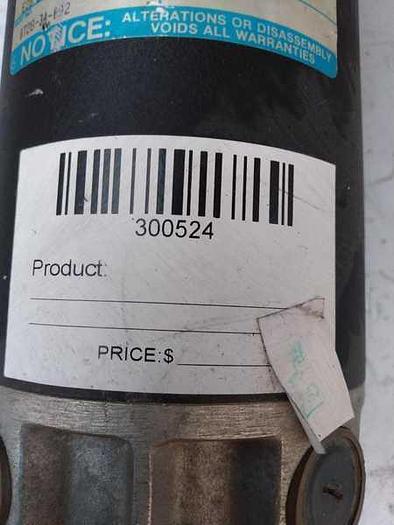 NOTICE: ALTERATIONS OR DISASSEMBLY
VOIDS ALL WARRANTIES
300524
Product:
PRICE:$